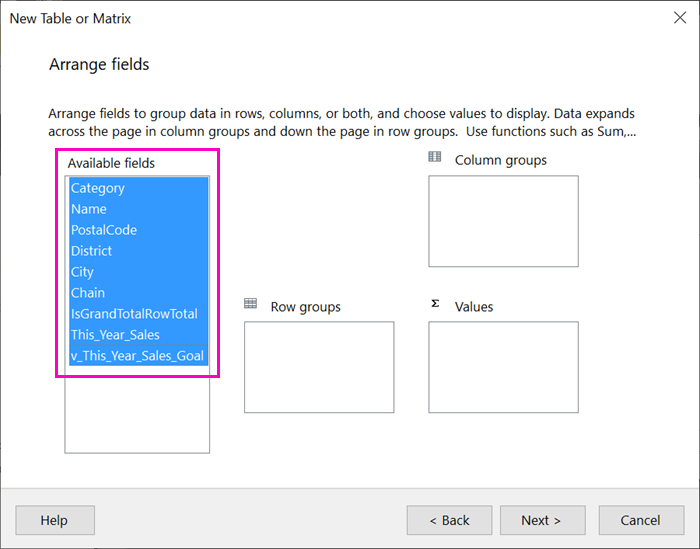 New Table or Matrix
Arrange fields
Arrange fields to group data in rows, columns, or both, and choose values to display. Data expands
across the page in column groups and down the page in row groups.  Use functions such as Sum,...
Available fields
Category
Name
PostalCode
District
City
Chain
IsGrandTotalRowTotal
This_Year_Sales
v_This_Year_Sales_Goal
Column groups
Row groups
Σ Values
Help
< Back
Next >
Cancel